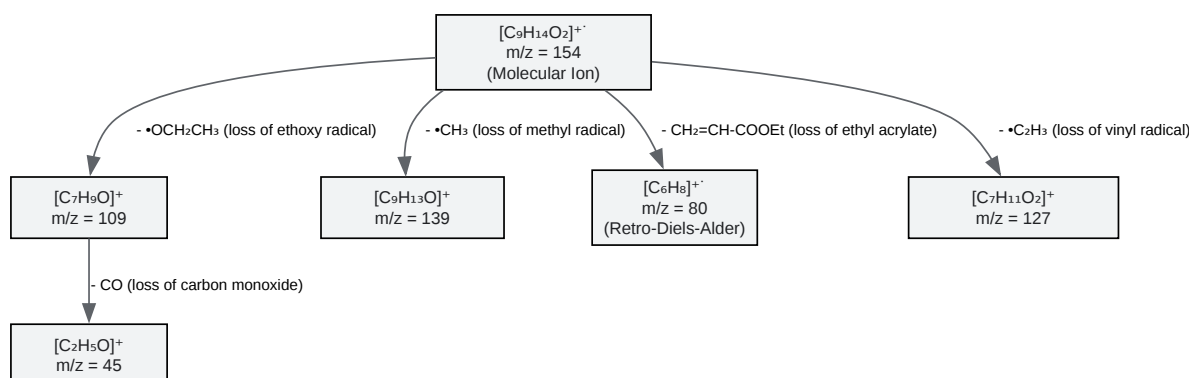 [C₉H₁₄O₂]⁺˙
m/z = 154
(Molecular Ion)
- •OCH₂CH₃ (loss of ethoxy radical)
- •CH₃ (loss of methyl radical)
- CH₂=CH-COOEt (loss of ethyl acrylate)
- •C₂H₃ (loss of vinyl radical)
[C₇H₉O]⁺
m/z = 109
[C₉H₁₃O]⁺
m/z = 139
[C₆H₈]⁺˙
m/z = 80
(Retro-Diels-Alder)
[C₇H₁₁O₂]⁺
m/z = 127
- CO (loss of carbon monoxide)
[C₂H₅O]⁺
m/z = 45